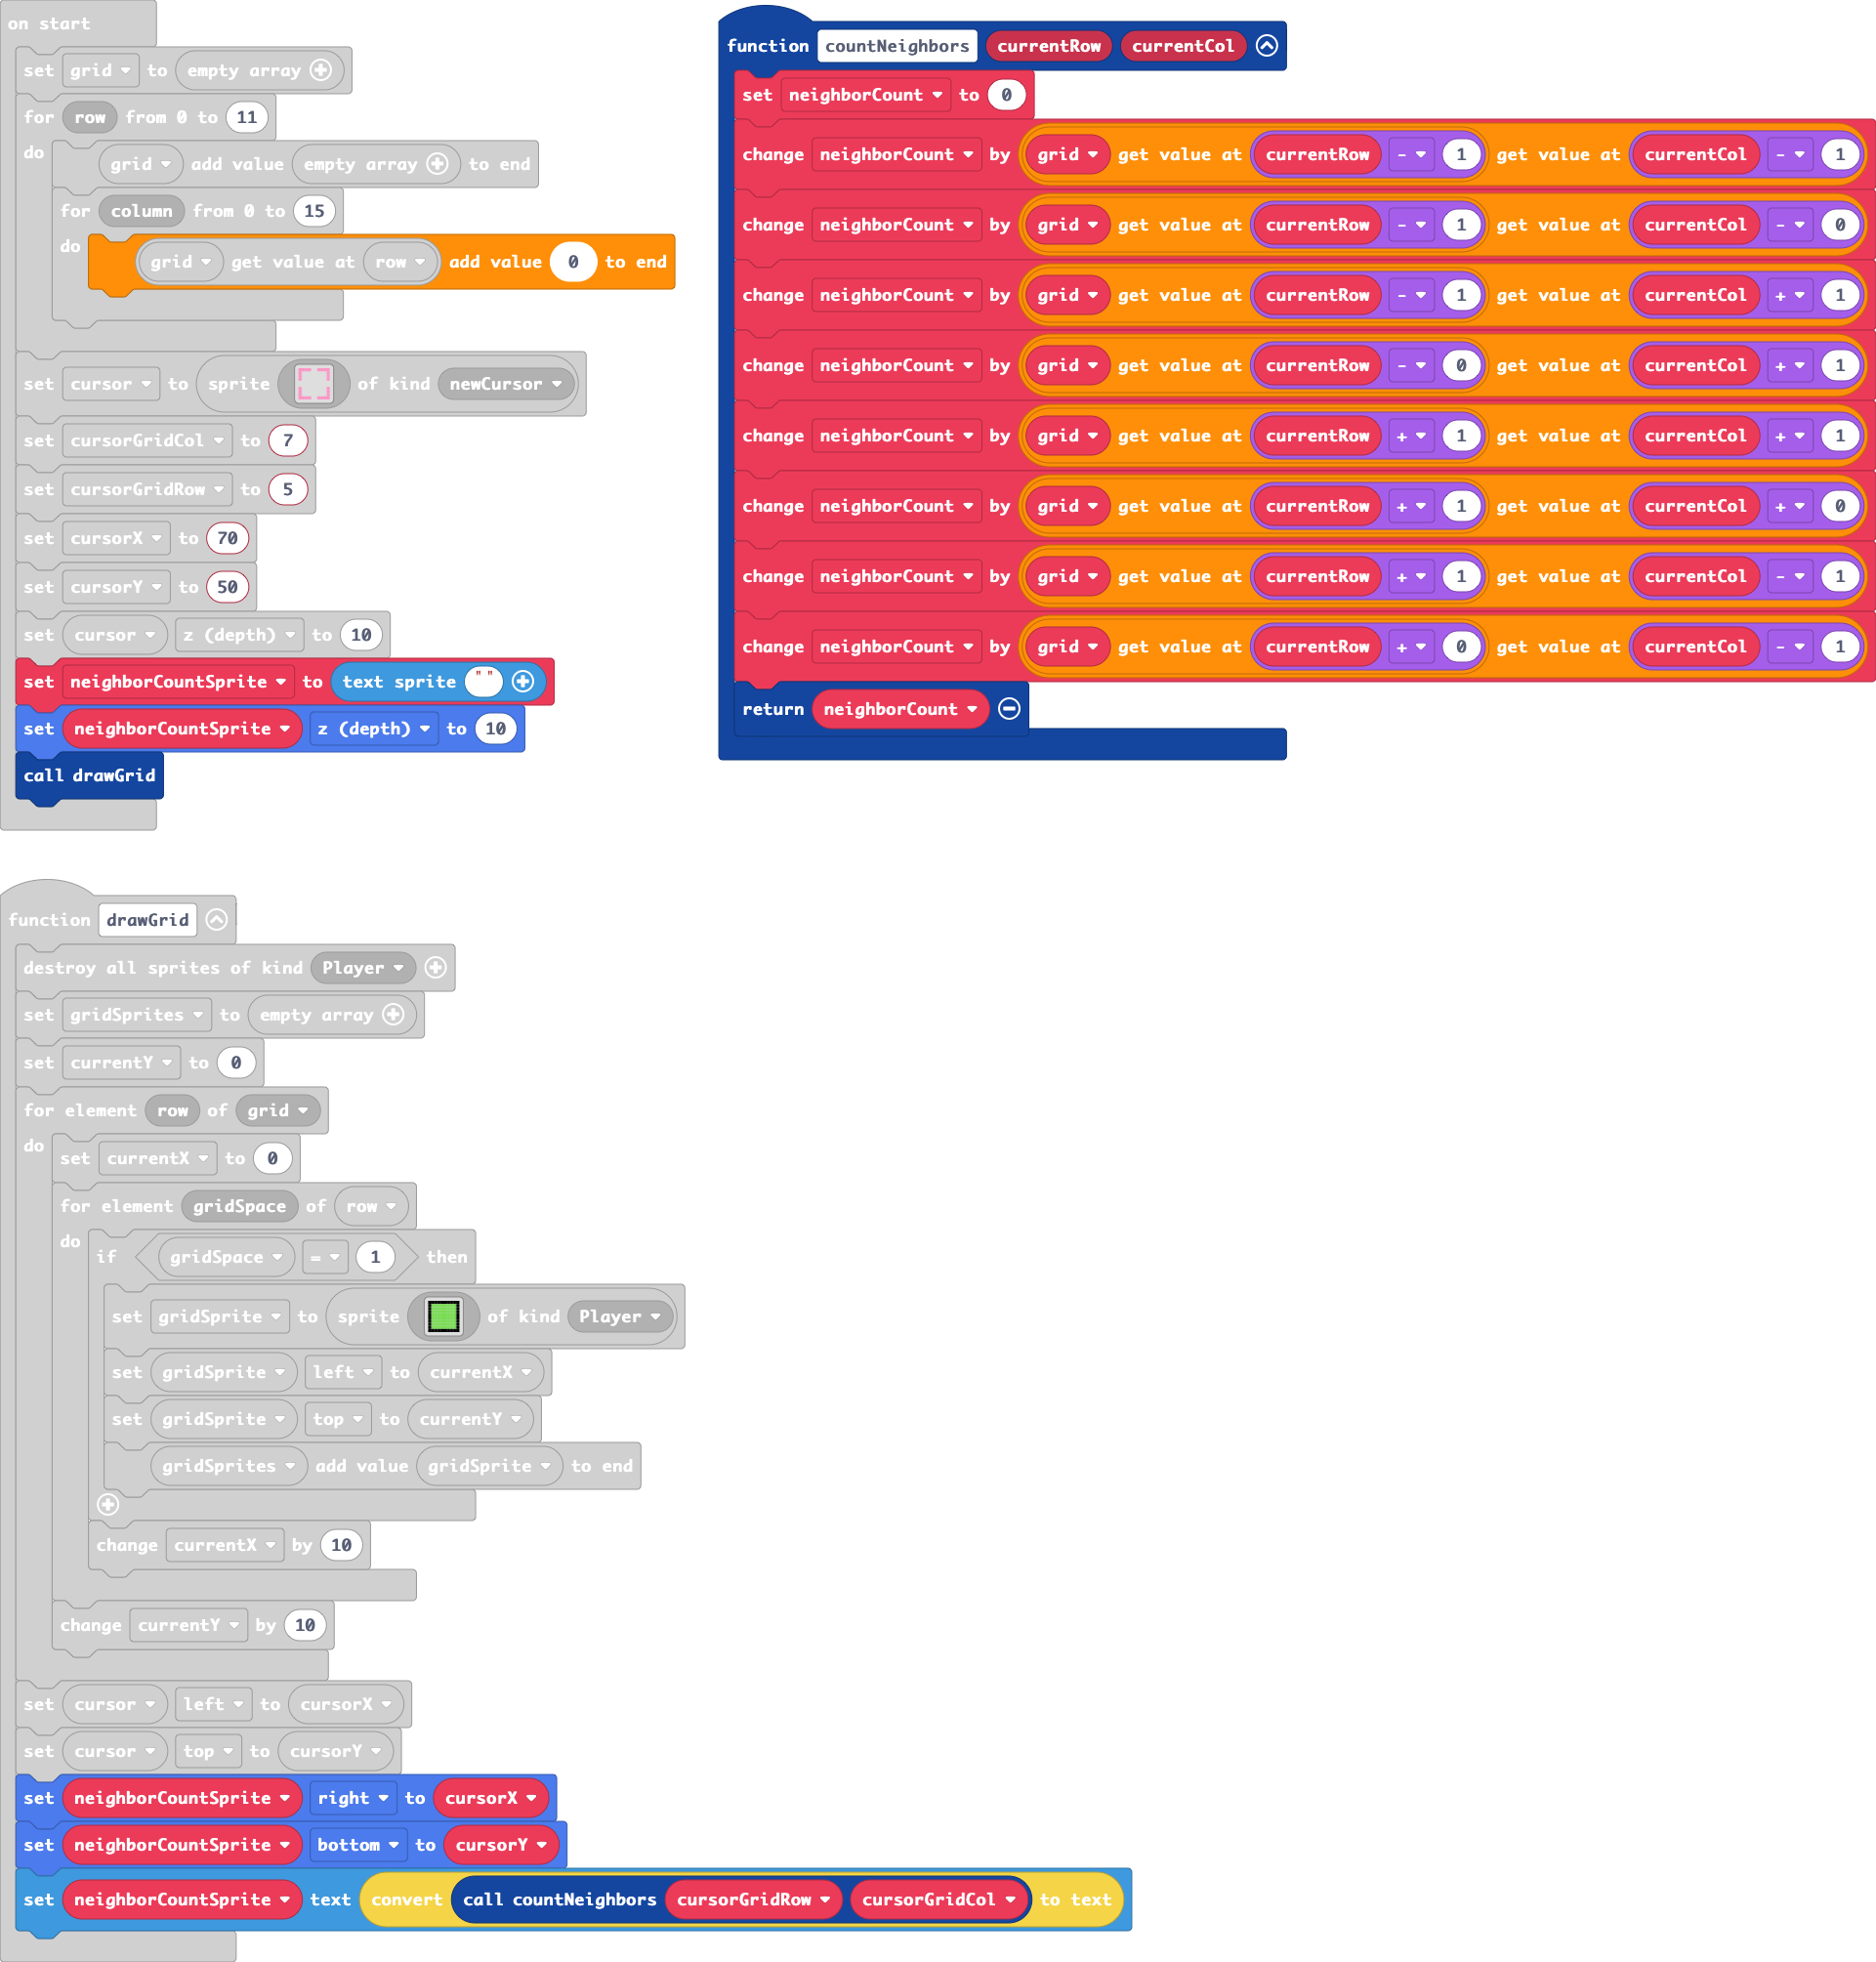 on start
set grid to empty array
for row from 0 to 11
do
grid add value empty array to end
for column from 0 to 15
do
grid get value at row add value 0 to end
set cursor to sprite of kind newCursor
set cursorGridCol to 7
set cursorGridRow to 5
set cursorX to 70
set cursorY to 50
set cursor z (depth) to 10
set neighborCountSprite to text sprite " "
set neighborCountSprite z (depth) to 10
call drawGrid
function countNeighbors currentRow currentCol
set neighborCount to 0
change neighborCount by grid get value at currentRow - 1 get value at currentCol - 1
change neighborCount by grid get value at currentRow - 1 get value at currentCol - 0
change neighborCount by grid get value at currentRow - 1 get value at currentCol + 1
change neighborCount by grid get value at currentRow - 0 get value at currentCol + 1
change neighborCount by grid get value at currentRow + 1 get value at currentCol + 1
change neighborCount by grid get value at currentRow + 1 get value at currentCol + 0
change neighborCount by grid get value at currentRow + 1 get value at currentCol - 1
change neighborCount by grid get value at currentRow + 0 get value at currentCol - 1
return neighborCount
function drawGrid
destroy all sprites of kind Player
set gridSprites to empty array
set currentY to 0
for element row of grid
do
set currentX to 0
for element gridSpace of row
do
if gridSpace = 1 then
set gridSprite to sprite of kind Player
set gridSprite left to currentX
set gridSprite top to currentY
gridSprites add value gridSprite to end
change currentX by 10
change currentY by 10
set cursor left to cursorX
set cursor top to cursorY
set neighborCountSprite right to cursorX
set neighborCountSprite bottom to cursorY
set neighborCountSprite text convert call countNeighbors cursorGridRow cursorGridCol to text